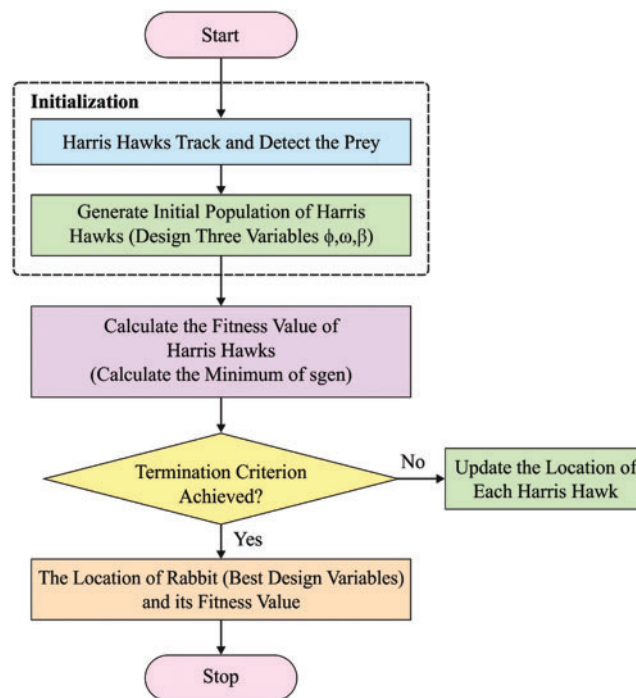 Start
Initialization
Harris Hawks Track and Detect the Prey
Generate Initial Population of Harris
Hawks (Design Three Variables ϕ,ω,β)
Calculate the Fitness Value of
Harris Hawks
(Calculate the Minimum of sgen)
Termination Criterion
Achieved?
No
Update the Location of
Each Harris Hawk
Yes
The Location of Rabbit (Best Design Variables)
and its Fitness Value
Stop